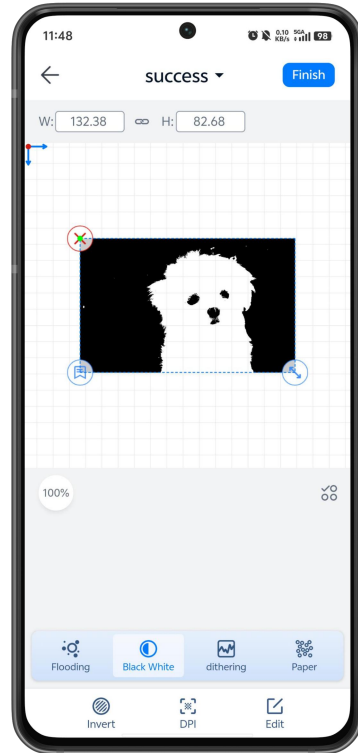 11:48 0.10 KB/s 5GA 98
success Finish
W: 132.38 H: 82.68
100%
Flooding Black White dithering Paper
Invert DPI Edit